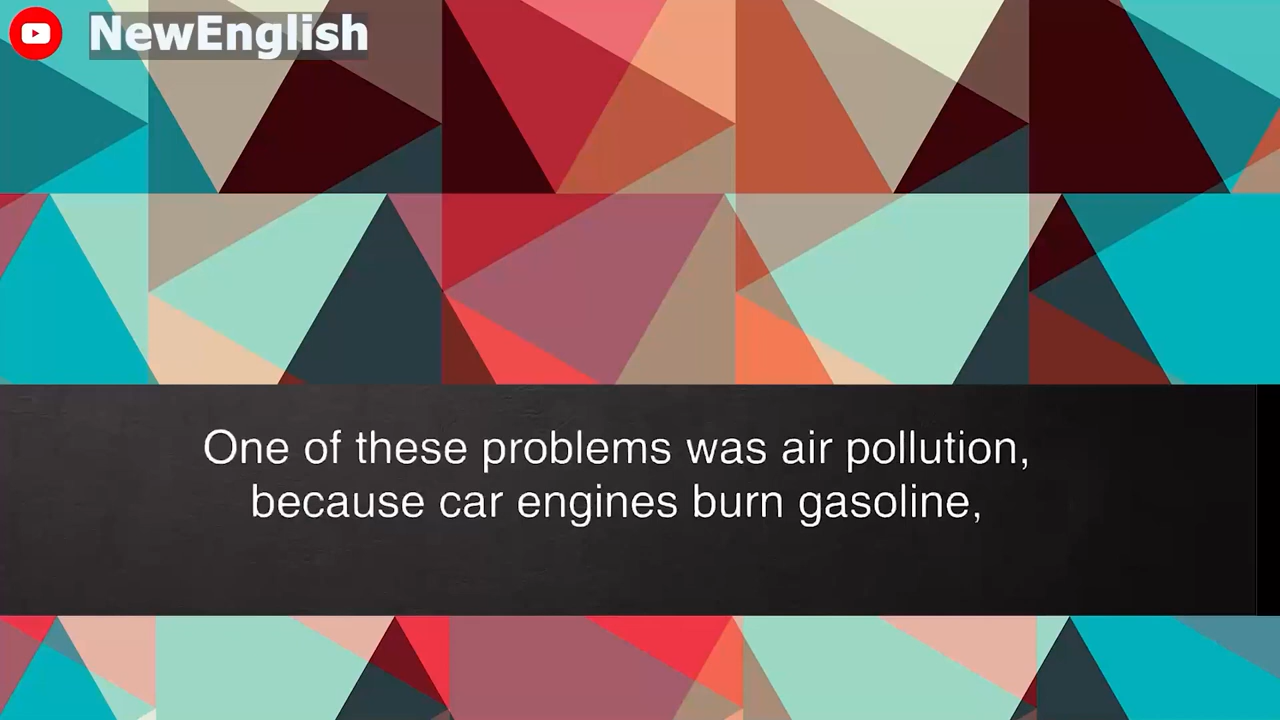 NewEnglish
One of these problems was air pollution,
because car engines burn gasoline,